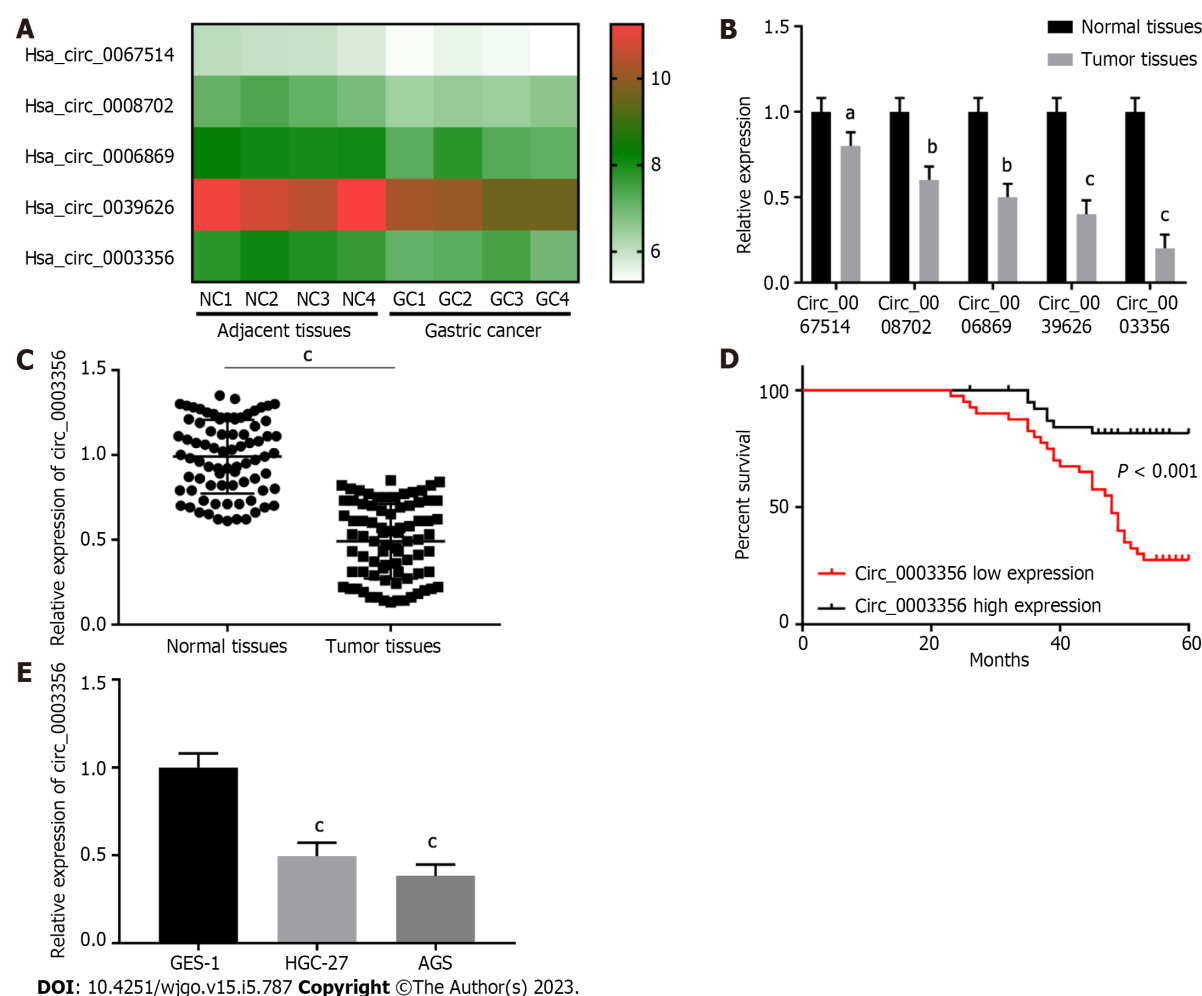 A
Hsa_circ_0067514
Hsa_circ_0008702
Hsa_circ_0006869
Hsa_circ_0039626
Hsa_circ_0003356
NC1 NC2 NC3 NC4 GC1 GC2 GC3 GC4
Adjacent tissues Gastric cancer
10
8
6
B
Normal tissues
Tumor tissues
Relative expression
1.5
1.0
0.5
0.0
a
b
b
c
c
Circ_00 Circ_00 Circ_00 Circ_00 Circ_00
67514 08702 06869 39626 03356
C
Relative expression of circ_0003356
1.5
1.0
0.5
0.0
c
Normal tissues Tumor tissues
D
Percent survival
100
50
0
P < 0.001
Circ_0003356 low expression
Circ_0003356 high expression
0 20 40 60
Months
E
Relative expression of circ_0003356
1.5
1.0
0.5
0.0
c
c
GES-1 HGC-27 AGS
DOI: 10.4251/wjgo.v15.i5.787 Copyright ©The Author(s) 2023.